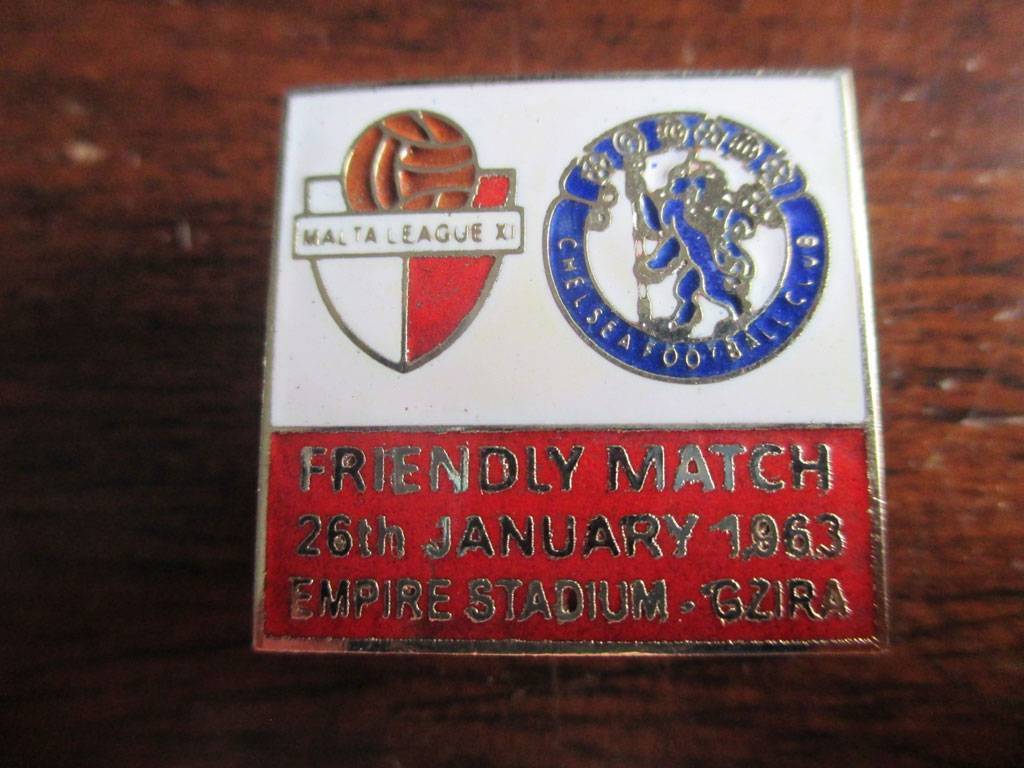 MALTA LEAGUE XI
CHELSEA FOOTBALL CLUB
FRIENDLY MATCH
26th JANUARY 1963
EMPIRE STADIUM - GZIRA